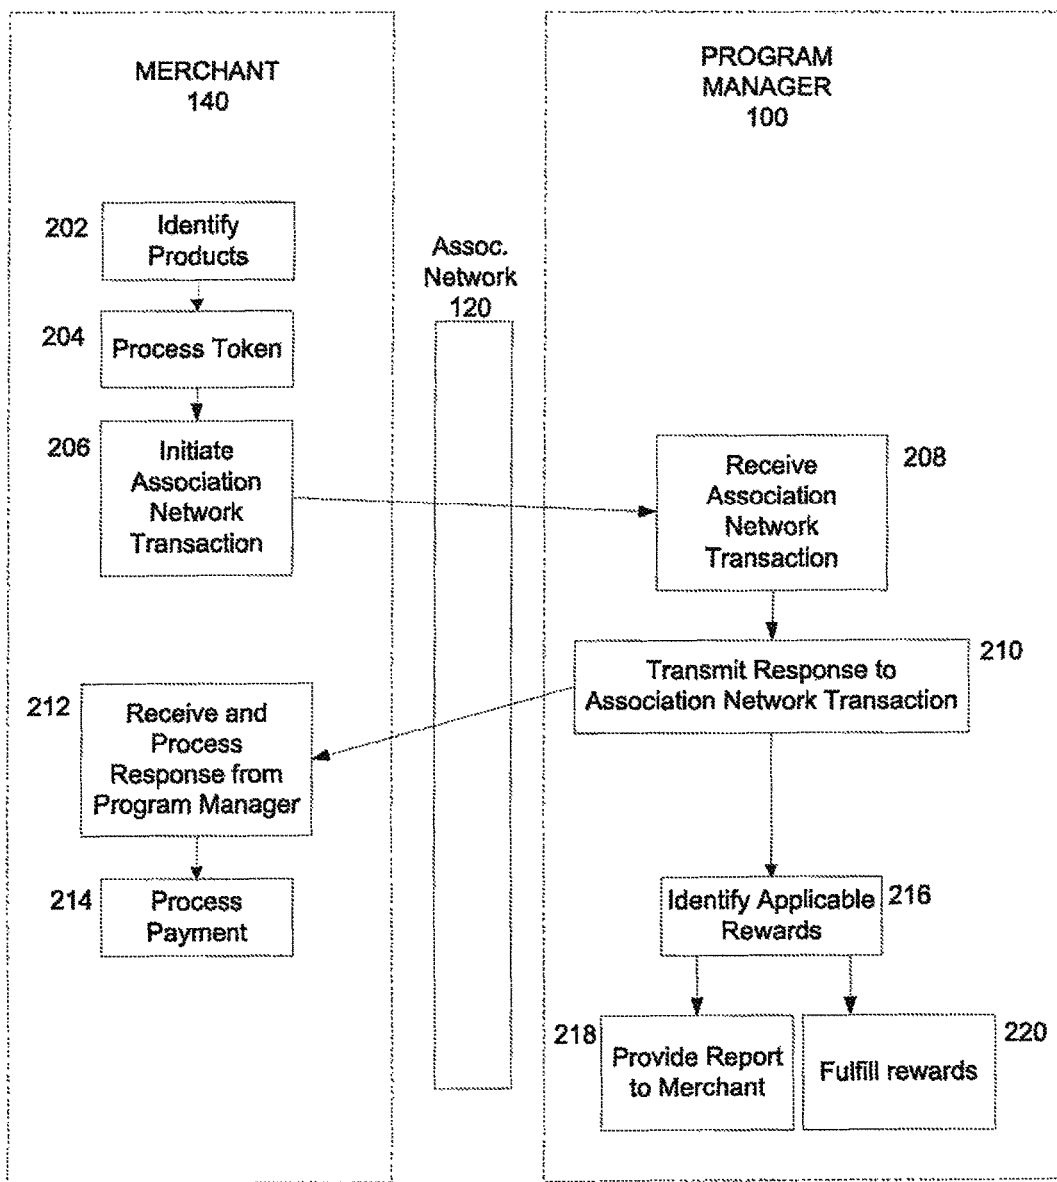 MERCHANT
140
PROGRAM
MANAGER
100
202
Identify
Products
Assoc.
Network
120
204
Process Token
206
Initiate
Association
Network
Transaction
208
Receive
Association
Network
Transaction
210
Transmit Response to
Association Network Transaction
212
Receive and
Process
Response from
Program Manager
214
Process
Payment
216
Identify Applicable
Rewards
218
Provide Report
to Merchant
220
Fulfill rewards